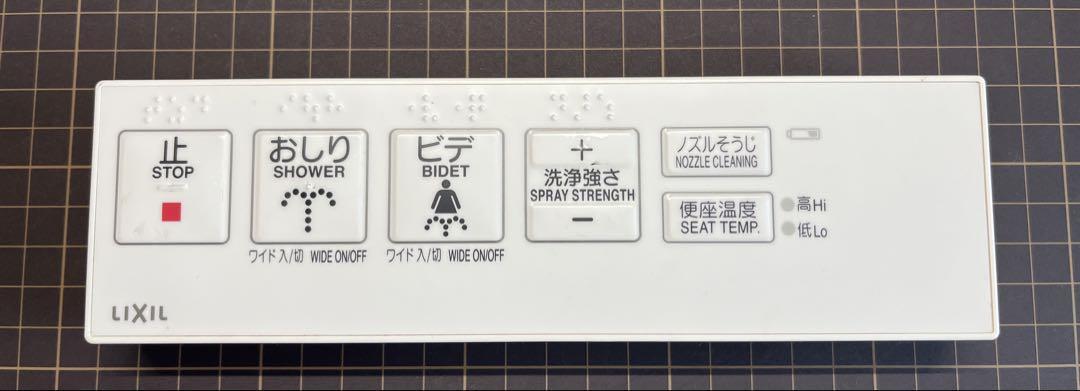 止
STOP
おしり
SHOWER
ワイド 入/切 WIDE ON/OFF
ビデ
BIDET
ワイド 入/切 WIDE ON/OFF
+
洗浄強さ
SPRAY STRENGTH
−
ノズルそうじ
NOZZLE CLEANING
便座温度
SEAT TEMP.
高Hi
低Lo
LIXIL